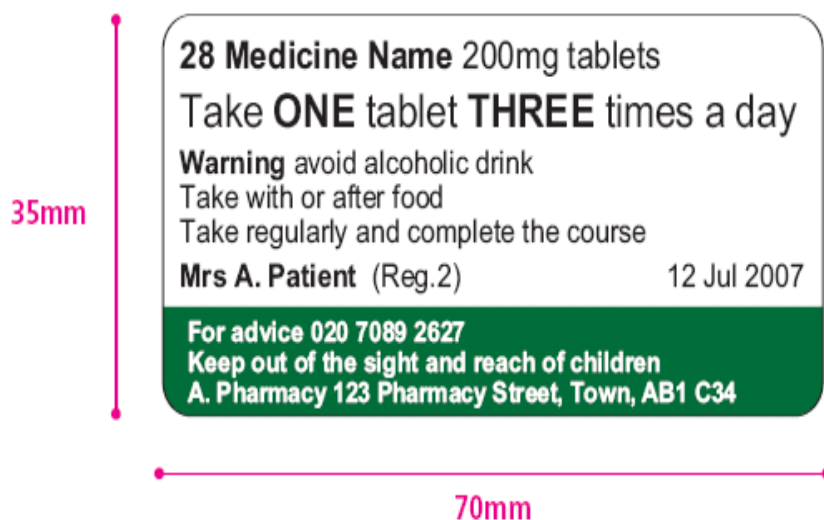 28 Medicine Name 200mg tablets
Take ONE tablet THREE times a day
Warning avoid alcoholic drink
Take with or after food
Take regularly and complete the course
Mrs A. Patient (Reg.2) 12 Jul 2007
For advice 020 7089 2627
Keep out of the sight and reach of children
A. Pharmacy 123 Pharmacy Street, Town, AB1 C34
35mm
70mm